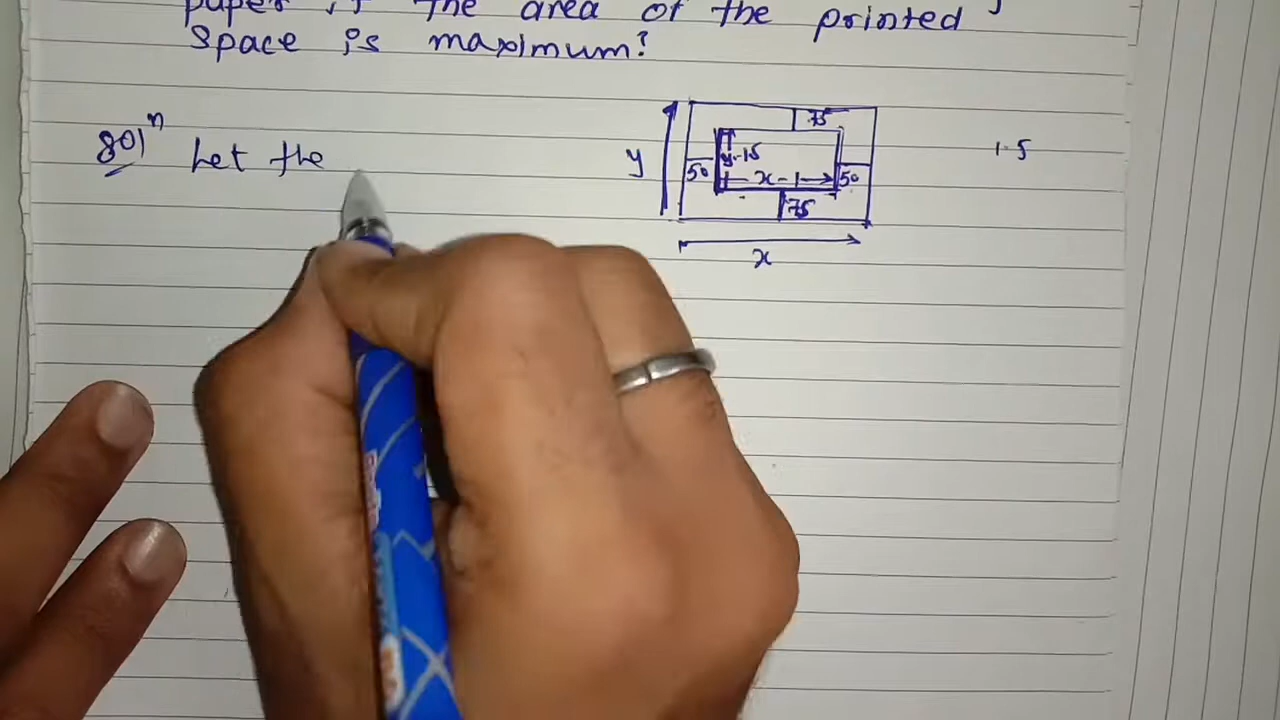 paper if the area of the printed
space is maximum?
Solⁿ Let the
75
y
y-1.5
50
x-1
50
75
x
1.5